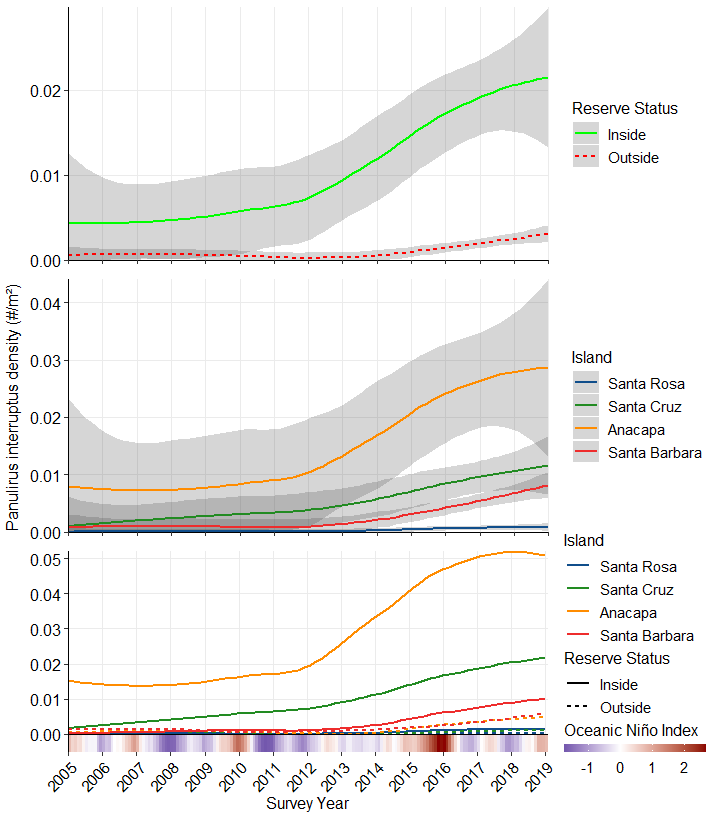 0.02
0.01
0.00
Reserve Status
Inside
Outside
Panulirus interruptus density (#/m²)
0.04
0.03
0.02
0.01
0.00
Island
Santa Rosa
Santa Cruz
Anacapa
Santa Barbara
0.05
0.04
0.03
0.02
0.01
0.00
Island
Santa Rosa
Santa Cruz
Anacapa
Santa Barbara
Reserve Status
Inside
Outside
Oceanic Niño Index
-1 0 1 2
2005 2006 2007 2008 2009 2010 2011 2012 2013 2014 2015 2016 2017 2018 2019
Survey Year